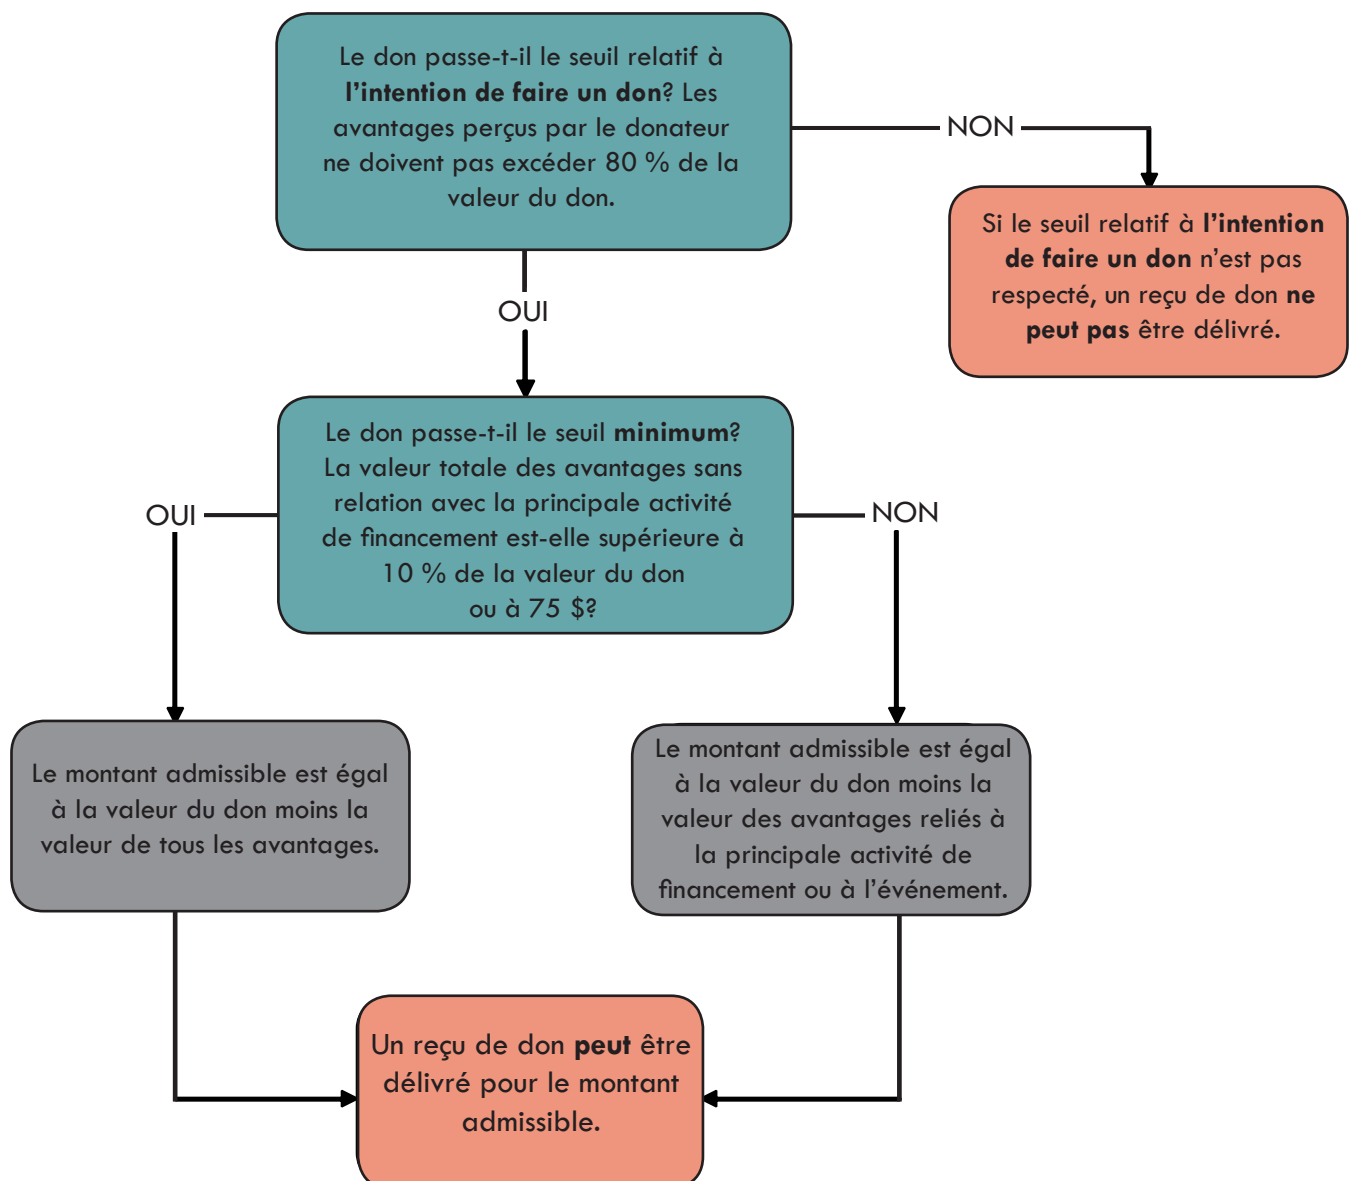 Le don passe-t-il le seuil relatif à
l'intention de faire un don? Les
avantages perçus par le donateur
ne doivent pas excéder 80 % de la
valeur du don.
NON
Si le seuil relatif à l'intention
de faire un don n'est pas
respecté, un reçu de don ne
peut pas être délivré.
OUI
Le don passe-t-il le seuil minimum?
La valeur totale des avantages sans
relation avec la principale activité
de financement est-elle supérieure à
10 % de la valeur du don
ou à 75 $?
OUI
NON
Le montant admissible est égal
à la valeur du don moins la
valeur de tous les avantages.
Le montant admissible est égal
à la valeur du don moins la
valeur des avantages reliés à
la principale activité de
financement ou à l'événement.
Un reçu de don peut être
délivré pour le montant
admissible.